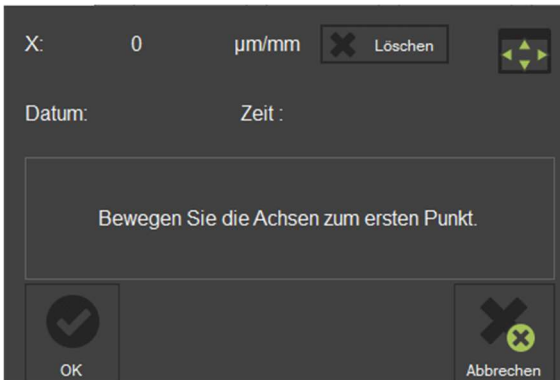 X: 0 µm/mm Löschen
Datum: Zeit :
Bewegen Sie die Achsen zum ersten Punkt.
OK Abbrechen